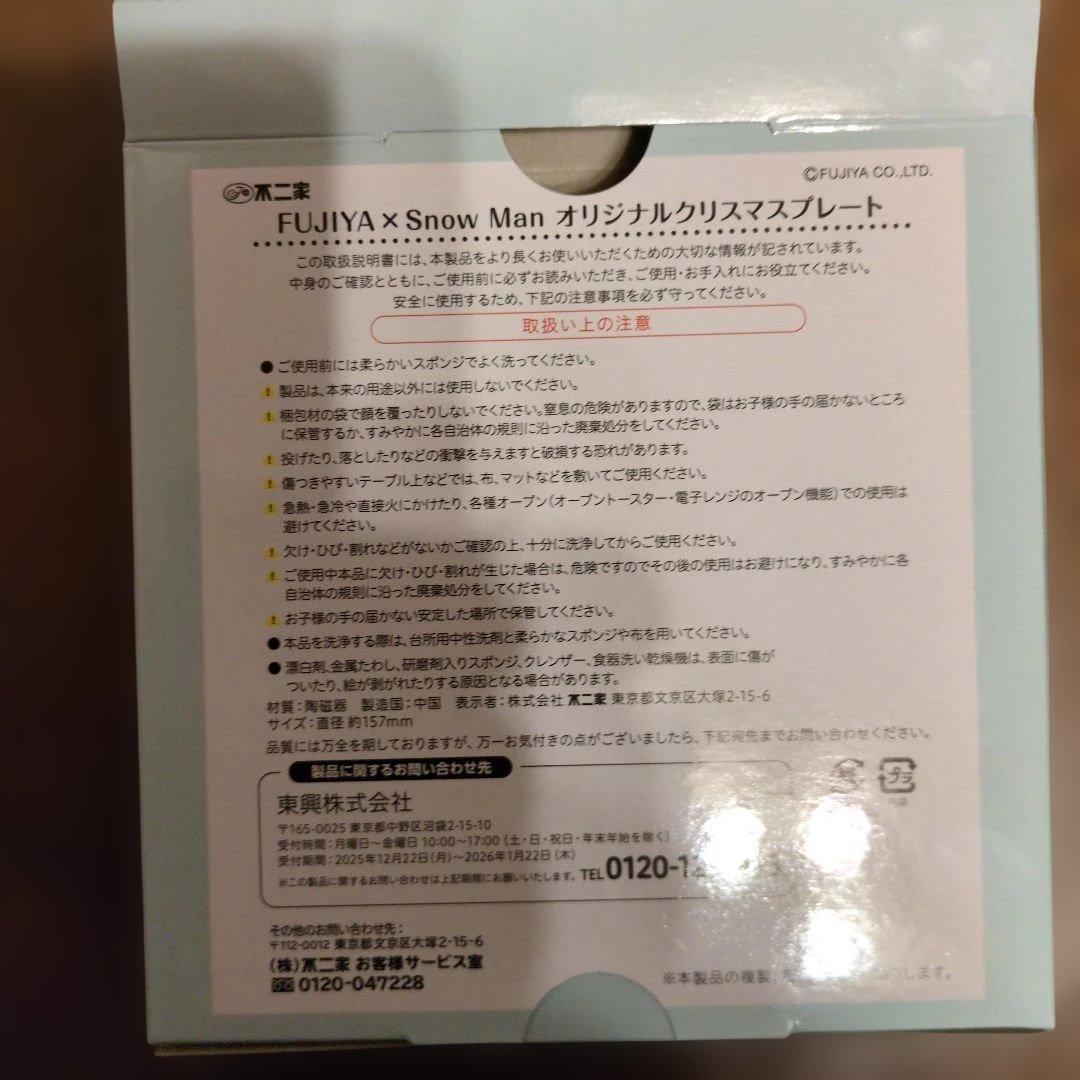 不二家
©FUJIYA CO.,LTD.
FUJIYA×Snow Man オリジナルクリスマスプレート
この取扱説明書には、本製品をより長くお使いいただくための大切な情報が記されています。
中身のご確認とともに、ご使用前に必ずお読みいただき、ご使用・お手入れにお役立てください。
安全に使用するため、下記の注意事項を必ず守ってください。
取扱い上の注意
● ご使用前には柔らかいスポンジでよく洗ってください。
! 製品は、本来の用途以外には使用しないでください。
! 梱包材の袋で顔を覆ったりしないでください。窒息の危険がありますので、袋はお子様の手の届かないところ
に保管するか、すみやかに各自治体の規則に沿った廃棄処分をしてください。
! 投げたり、落としたりなどの衝撃を与えますと破損する恐れがあります。
! 傷つきやすいテーブル上などでは、布、マットなどを敷いてご使用ください。
! 急熱・急冷や直接火にかけたり、各種オーブン(オーブントースター・電子レンジのオーブン機能)での使用は
避けてください。
! 欠け・ひび・割れなどがないかご確認の上、十分に洗浄してからご使用ください。
! ご使用中本品に欠け・ひび・割れが生じた場合は、危険ですのでその後の使用はお避けになり、すみやかに各
自治体の規則に沿った廃棄処分をしてください。
! お子様の手の届かない安定した場所で保管してください。
● 本品を洗浄する際は、台所用中性洗剤と柔らかなスポンジや布を用いてください。
● 漂白剤、金属たわし、研磨剤入りスポンジ、クレンザー、食器洗い乾燥機は、表面に傷が
ついたり、絵が剥がれたりする原因となる場合があります。
材質:陶磁器 製造国:中国 表示者:株式会社 不二家 東京都文京区大塚2-15-6
サイズ:直径 約157mm
品質には万全を期しておりますが、万一お気付きの点がございましたら、下記宛先までお問い合わせください。
製品に関するお問い合わせ先
東興株式会社
〒165-0025 東京都中野区沼袋2-15-10
受付時間:月曜日〜金曜日 10:00〜17:00 (土・日・祝日・年末年始を除く)
受付期間:2025年12月22日(月)〜2026年1月22日(木)
※この製品に関するお問い合わせは上記期間にお願いいたします。 TEL 0120-1
プラ
その他のお問い合わせ先:
〒112-0012 東京都文京区大塚2-15-6
(株)不二家 お客様サービス室
0120-047228
※本製品の複製、 します。